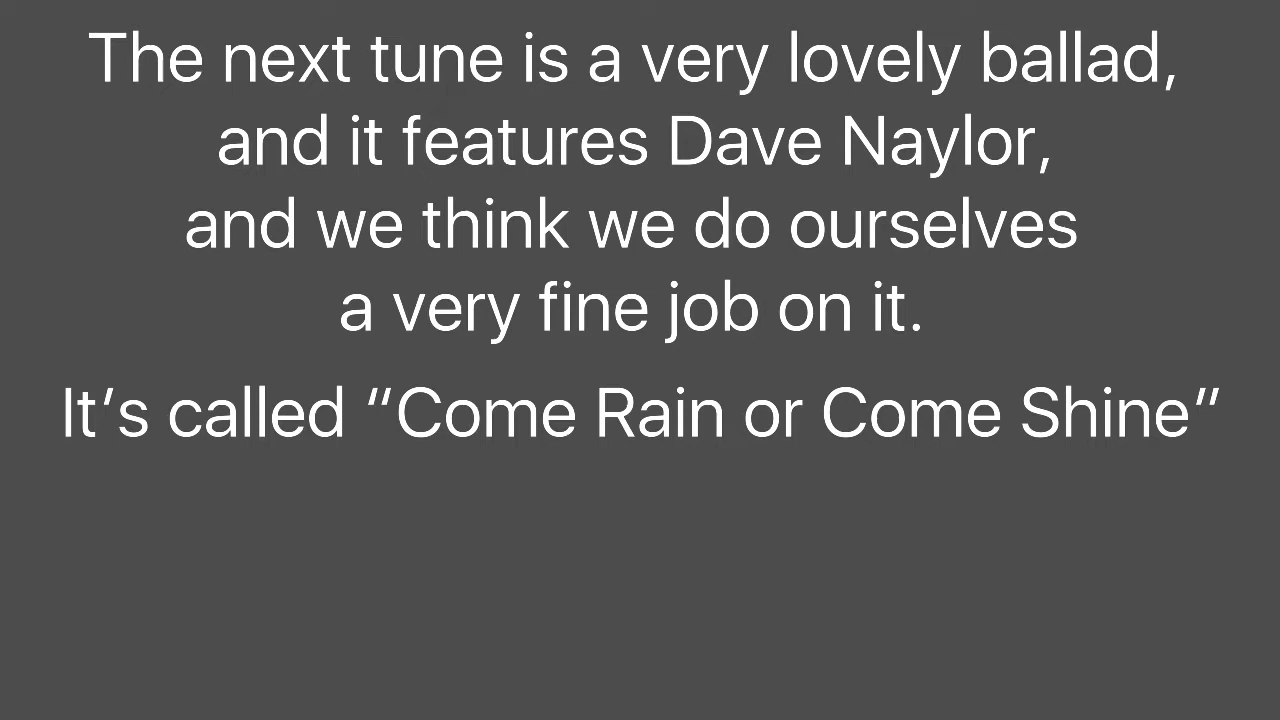 The next tune is a very lovely ballad,
and it features Dave Naylor,
and we think we do ourselves
a very fine job on it.
It’s called “Come Rain or Come Shine”